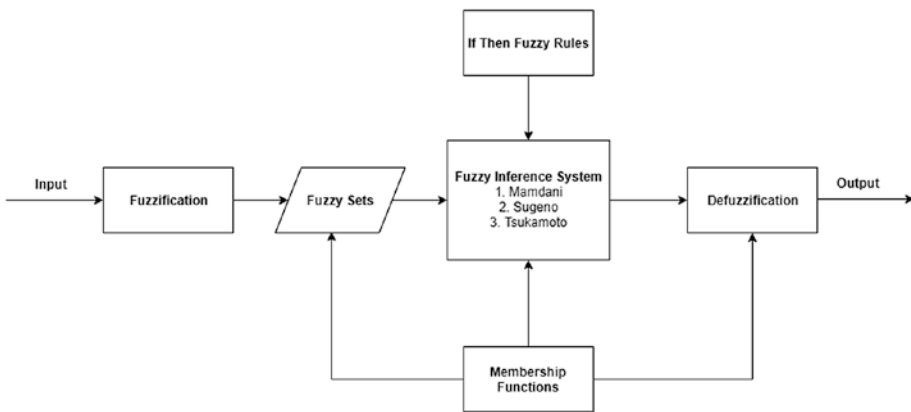 If Then Fuzzy Rules
Input
Fuzzification
Fuzzy Sets
Fuzzy Inference System
1. Mamdani
2. Sugeno
3. Tsukamoto
Defuzzification
Output
Membership
Functions